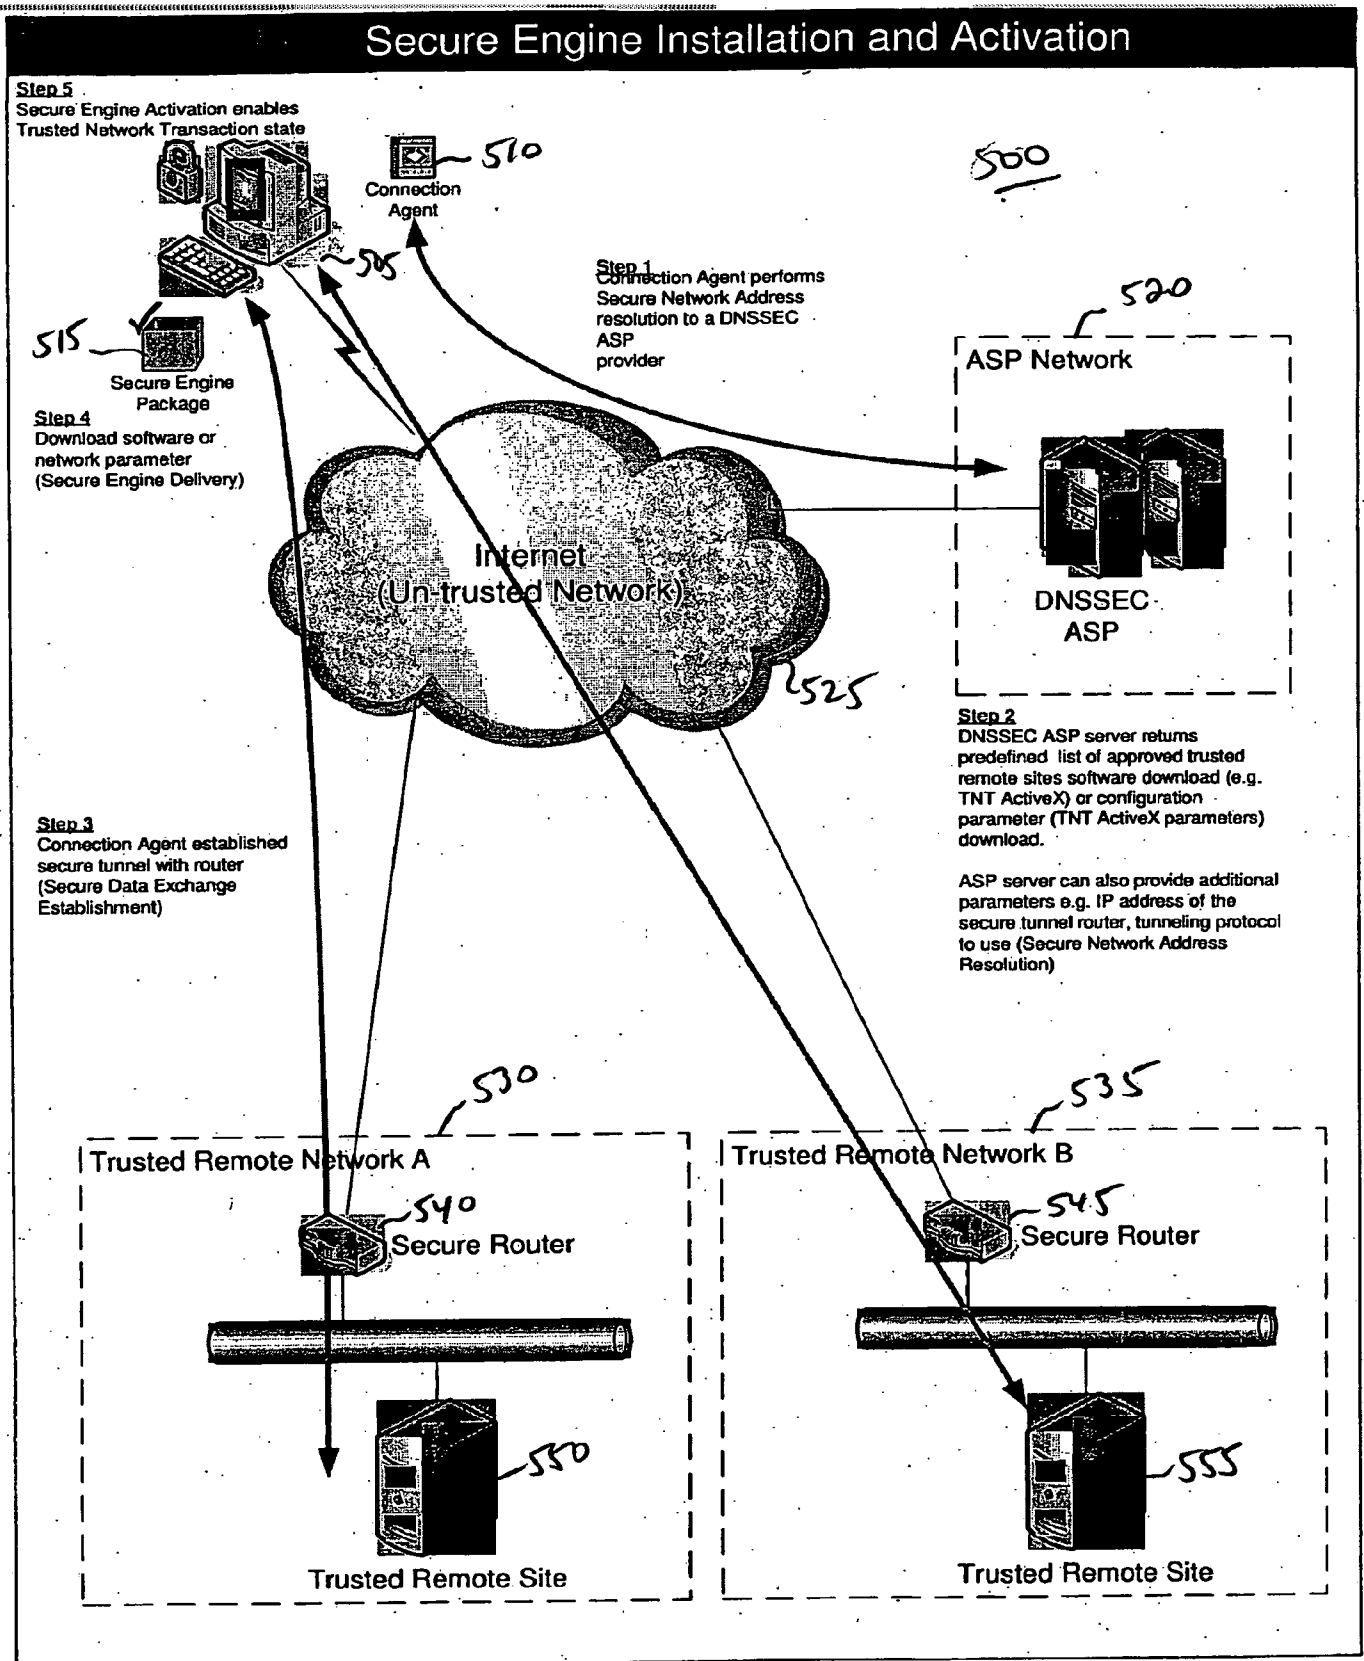 Secure Engine Installation and Activation
Step 5
Secure Engine Activation enables
Trusted Network Transaction state
510
Connection
Agent
500
505
Step 1
Connection Agent performs
Secure Network Address
resolution to a DNSSEC
ASP
provider
520
ASP Network
515
Secure Engine
Package
Step 4
Download software or
network parameter
(Secure Engine Delivery)
Internet
(Un-trusted Network)
DNSSEC
ASP
525
Step 2
DNSSEC ASP server returns
predefined list of approved trusted
remote sites software download (e.g.
TNT ActiveX) or configuration
parameter (TNT ActiveX parameters)
download.
ASP server can also provide additional
parameters e.g. IP address of the
secure tunnel router, tunneling protocol
to use (Secure Network Address
Resolution)
Step 3
Connection Agent established
secure tunnel with router
(Secure Data Exchange
Establishment)
530
535
Trusted Remote Network A
Trusted Remote Network B
540
Secure Router
545
Secure Router
550
555
Trusted Remote Site
Trusted Remote Site